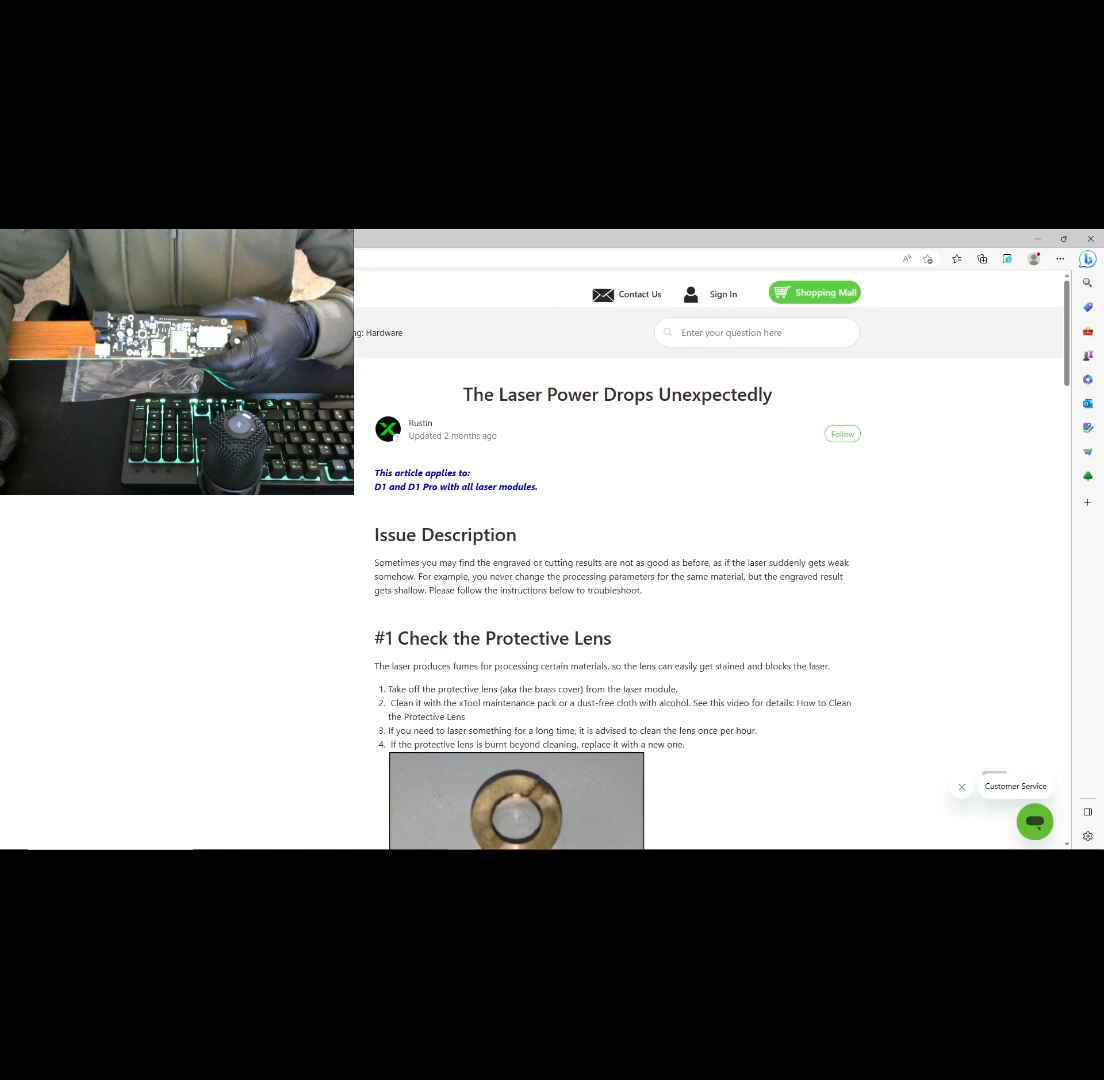 Contact Us
Sign In
Shopping Mall
ng: Hardware
Enter your question here
The Laser Power Drops Unexpectedly
Rustin
Updated 2 months ago
Follow
This article applies to:
D1 and D1 Pro with all laser modules.
Issue Description
Sometimes you may find the engraved or cutting results are not as good as before, as if the laser suddenly gets weak
somehow. For example, you never change the processing parameters for the same material, but the engraved result
gets shallow. Please follow the instructions below to troubleshoot.
#1 Check the Protective Lens
The laser produces fumes for processing certain materials, so the lens can easily get stained and blocks the laser.
1. Take off the protective lens (aka the brass cover) from the laser module.
2. Clean it with the xTool maintenance pack or a dust-free cloth with alcohol. See this video for details: How to Clean
the Protective Lens
3. If you need to laser something for a long time, it is advised to clean the lens once per hour.
4. If the protective lens is burnt beyond cleaning, replace it with a new one.
Customer Service